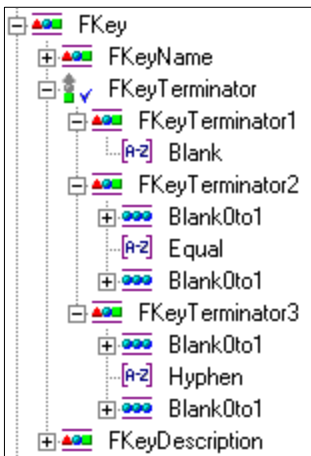 FKey
FKeyName
FKeyTerminator
FKeyTerminator1
[A-Z] Blank
FKeyTerminator2
Blank0to1
[A-Z] Equal
Blank0to1
FKeyTerminator3
Blank0to1
[A-Z] Hyphen
Blank0to1
FKeyDescription